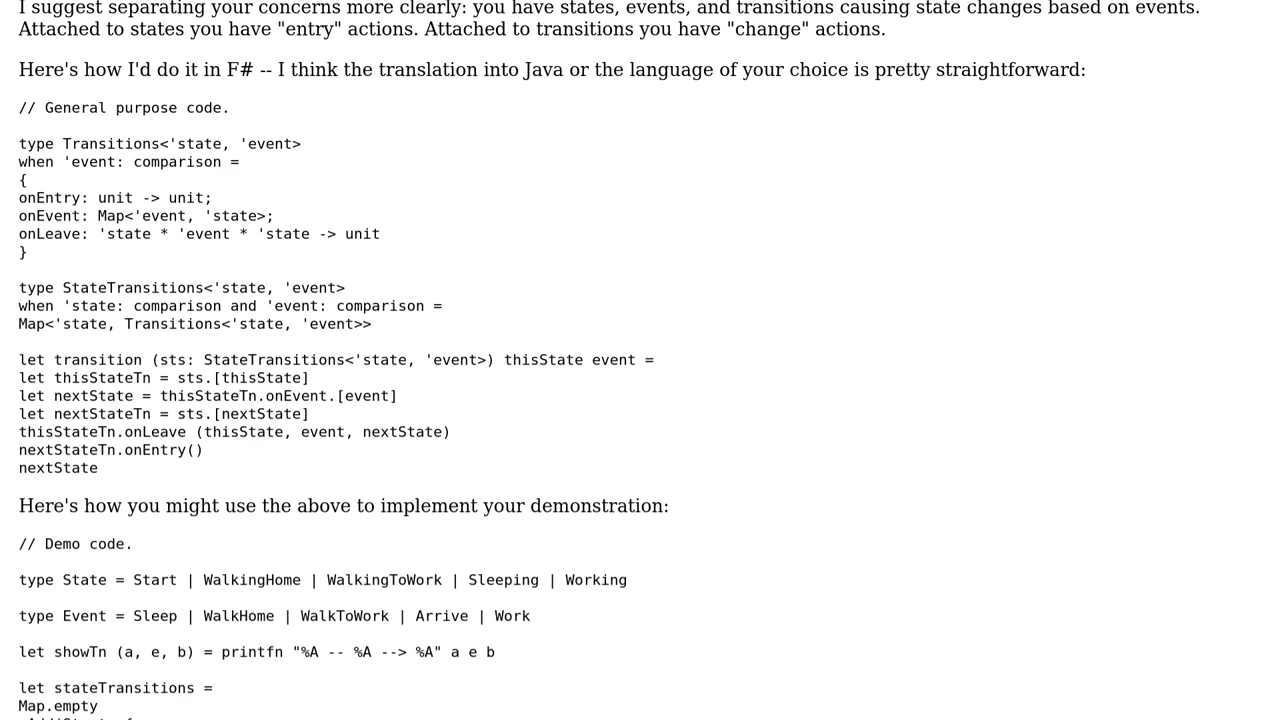 I suggest separating your concerns more clearly: you have states, events, and transitions causing state changes based on events.
Attached to states you have "entry" actions. Attached to transitions you have "change" actions.
Here's how I'd do it in F# -- I think the translation into Java or the language of your choice is pretty straightforward:
// General purpose code.
type Transitions<'state, 'event>
when 'event: comparison =
{
onEntry: unit -> unit;
onEvent: Map<'event, 'state>;
onLeave: 'state * 'event * 'state -> unit
}
type StateTransitions<'state, 'event>
when 'state: comparison and 'event: comparison =
Map<'state, Transitions<'state, 'event>>
let transition (sts: StateTransitions<'state, 'event>) thisState event =
let thisStateTn = sts.[thisState]
let nextState = thisStateTn.onEvent.[event]
let nextStateTn = sts.[nextState]
thisStateTn.onLeave (thisState, event, nextState)
nextStateTn.onEntry()
nextState
Here's how you might use the above to implement your demonstration:
// Demo code.
type State = Start | WalkingHome | WalkingToWork | Sleeping | Working
type Event = Sleep | WalkHome | WalkToWork | Arrive | Work
let showTn (a, e, b) = printfn "%A -- %A --> %A" a e b
let stateTransitions =
Map.empty